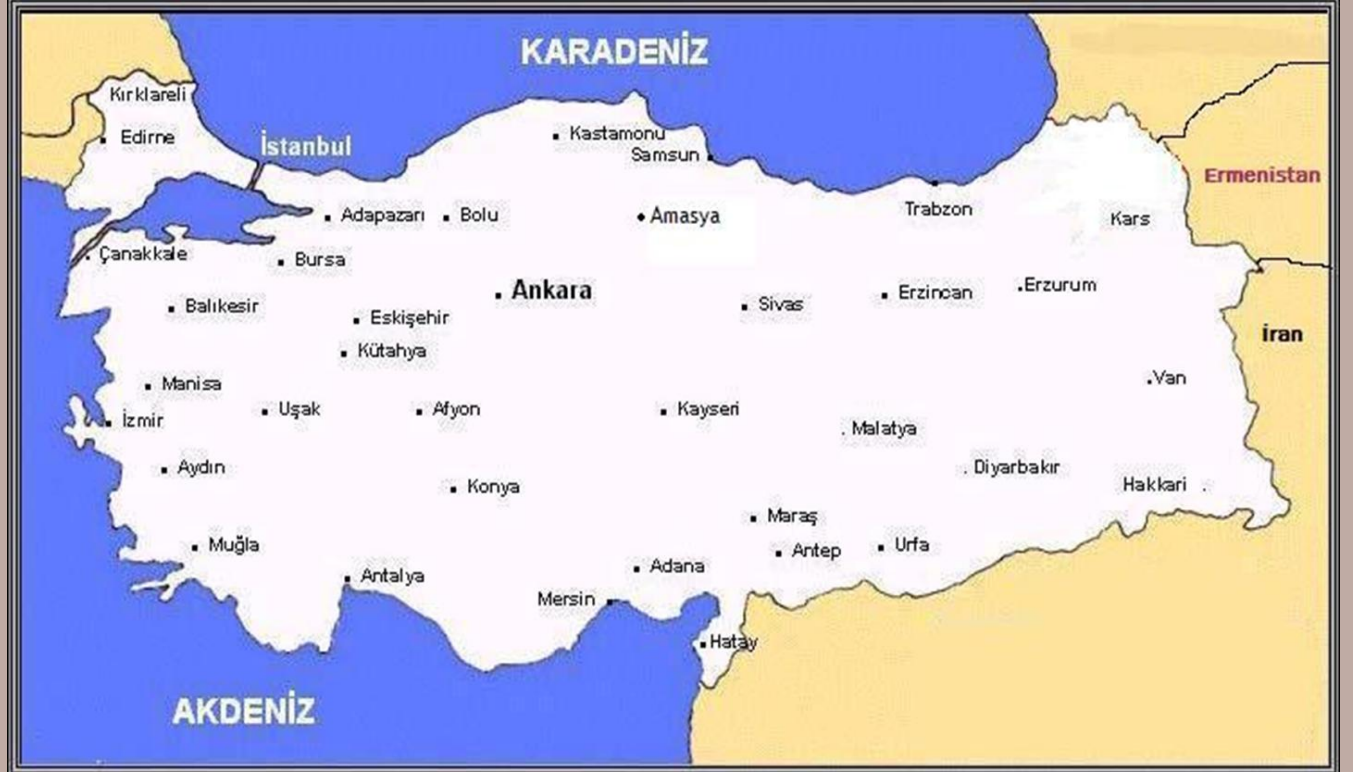 KARADENİZ
Kırklareli
Edirne
İstanbul
Kastamonu
Samsun
Ermenistan
Adapazarı
Bolu
Amasya
Trabzon
Kars
Çanakkale
Bursa
Ankara
Balıkesir
Eskişehir
Sivas
Erzincan
Erzurum
İran
Kütahya
Manisa
Van
Uşak
Afyon
Kayseri
İzmir
Malatya
Aydın
Diyarbakır
Konya
Hakkari
Maraş
Muğla
Antep
Urfa
Antalya
Adana
Mersin
Hatay
AKDENİZ